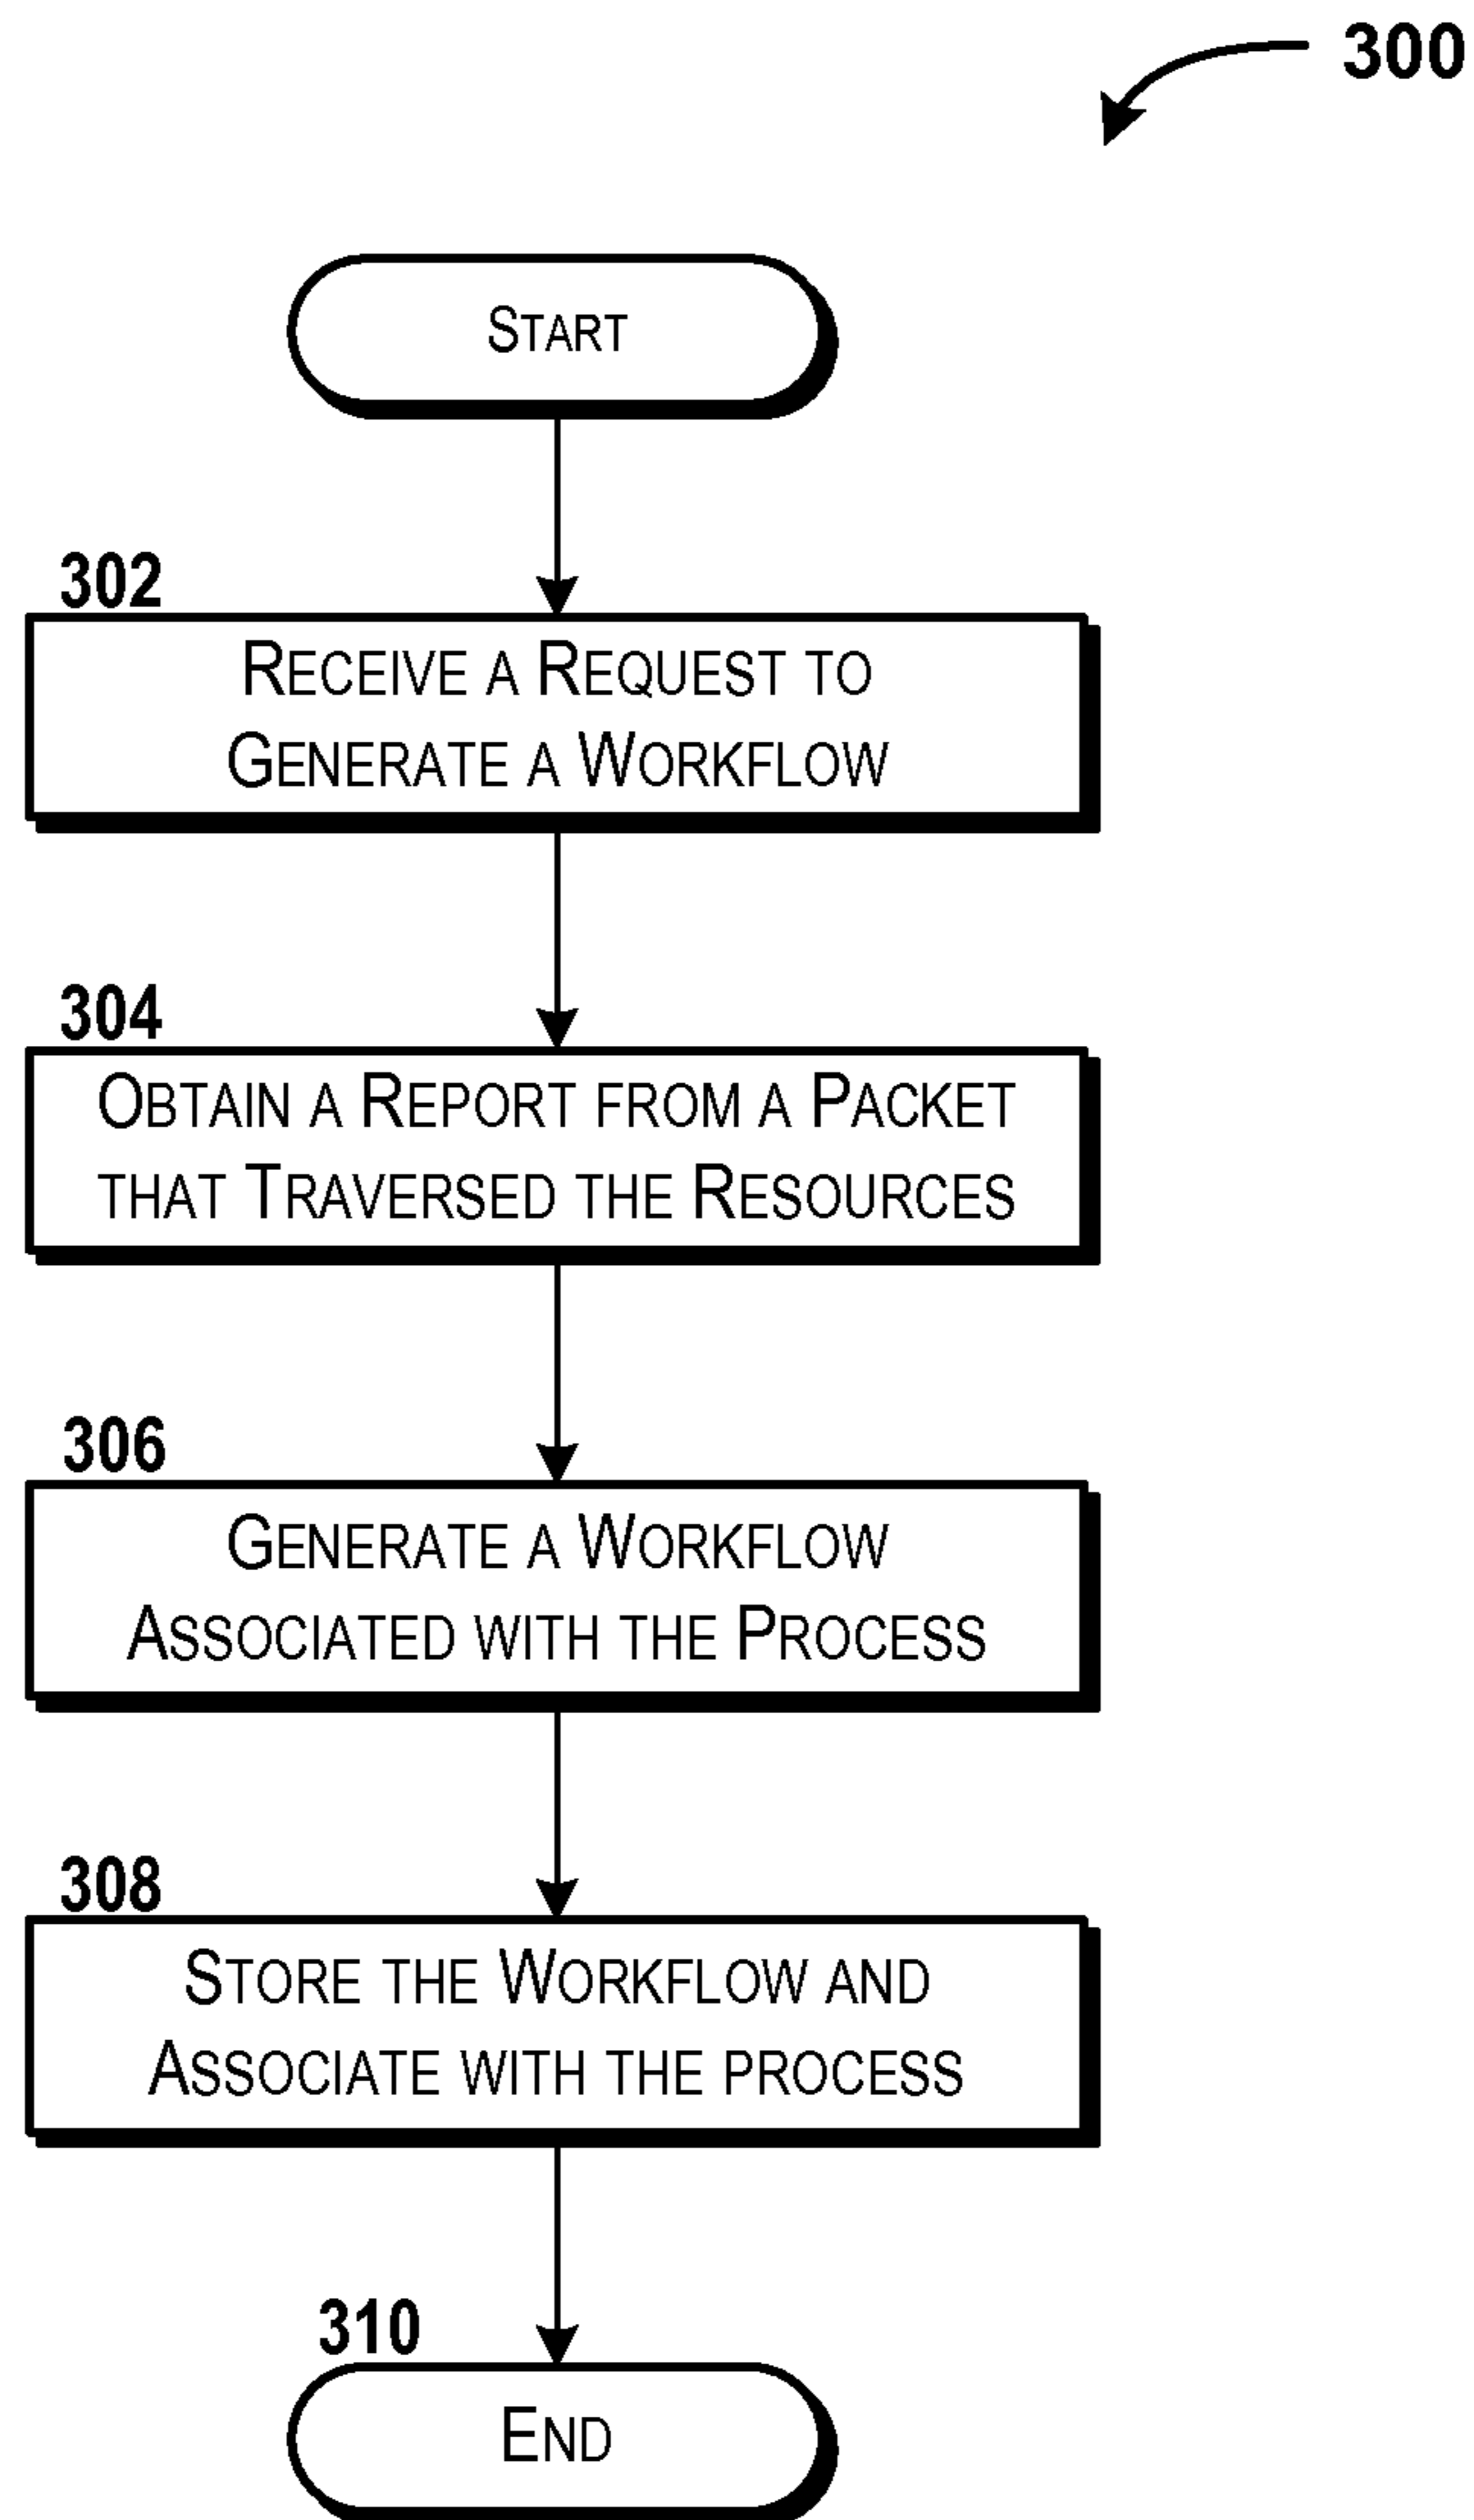 300
START
302
RECEIVE A REQUEST TO
GENERATE A WORKFLOW
304
OBTAIN A REPORT FROM A PACKET
THAT TRAVERSED THE RESOURCES
306
GENERATE A WORKFLOW
ASSOCIATED WITH THE PROCESS
308
STORE THE WORKFLOW AND
ASSOCIATE WITH THE PROCESS
310
END